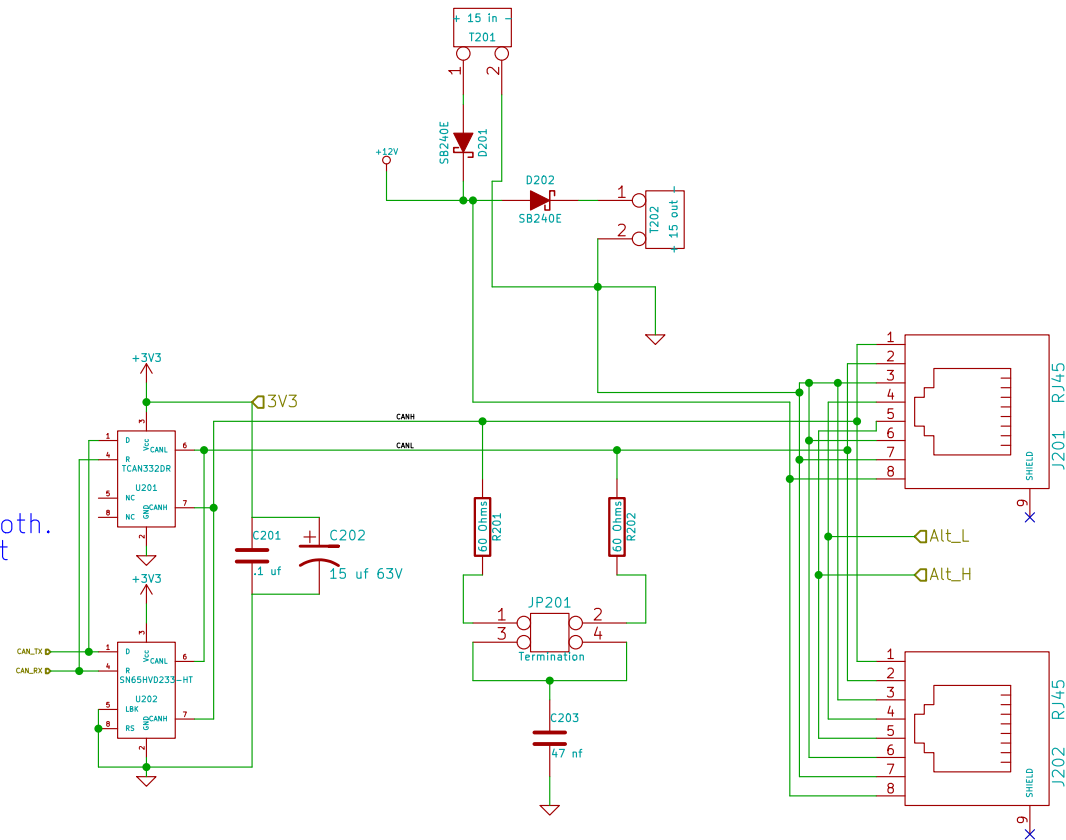 + 15 in -
T201
1
2
SB240E
D201
+12V
D202
SB240E
1
2
T202
+ 15 out -
+3V3
3V3
3
1 D
4 R
5 NC
8 NC
Vcc
CANL 6
TCAN332DR
U201
CANH 7
GND
2
CANH
CANL
oth.
t
C201
.1 uf
C202
15 uf 63V
+
60 Ohms
R201
60 Ohms
R202
+3V3
3
CAN_TX
CAN_RX
1 D
4 R
5 LBK
8 RS
Vcc
CANL 6
SN65HVD233-HT
U202
CANH 7
GND
2
JP201
1
2
3
4
Termination
C203
47 nf
1
2
3
4
5
6
7
8
SHIELD
9
RJ45
J201
Alt_L
Alt_H
1
2
3
4
5
6
7
8
SHIELD
9
RJ45
J202